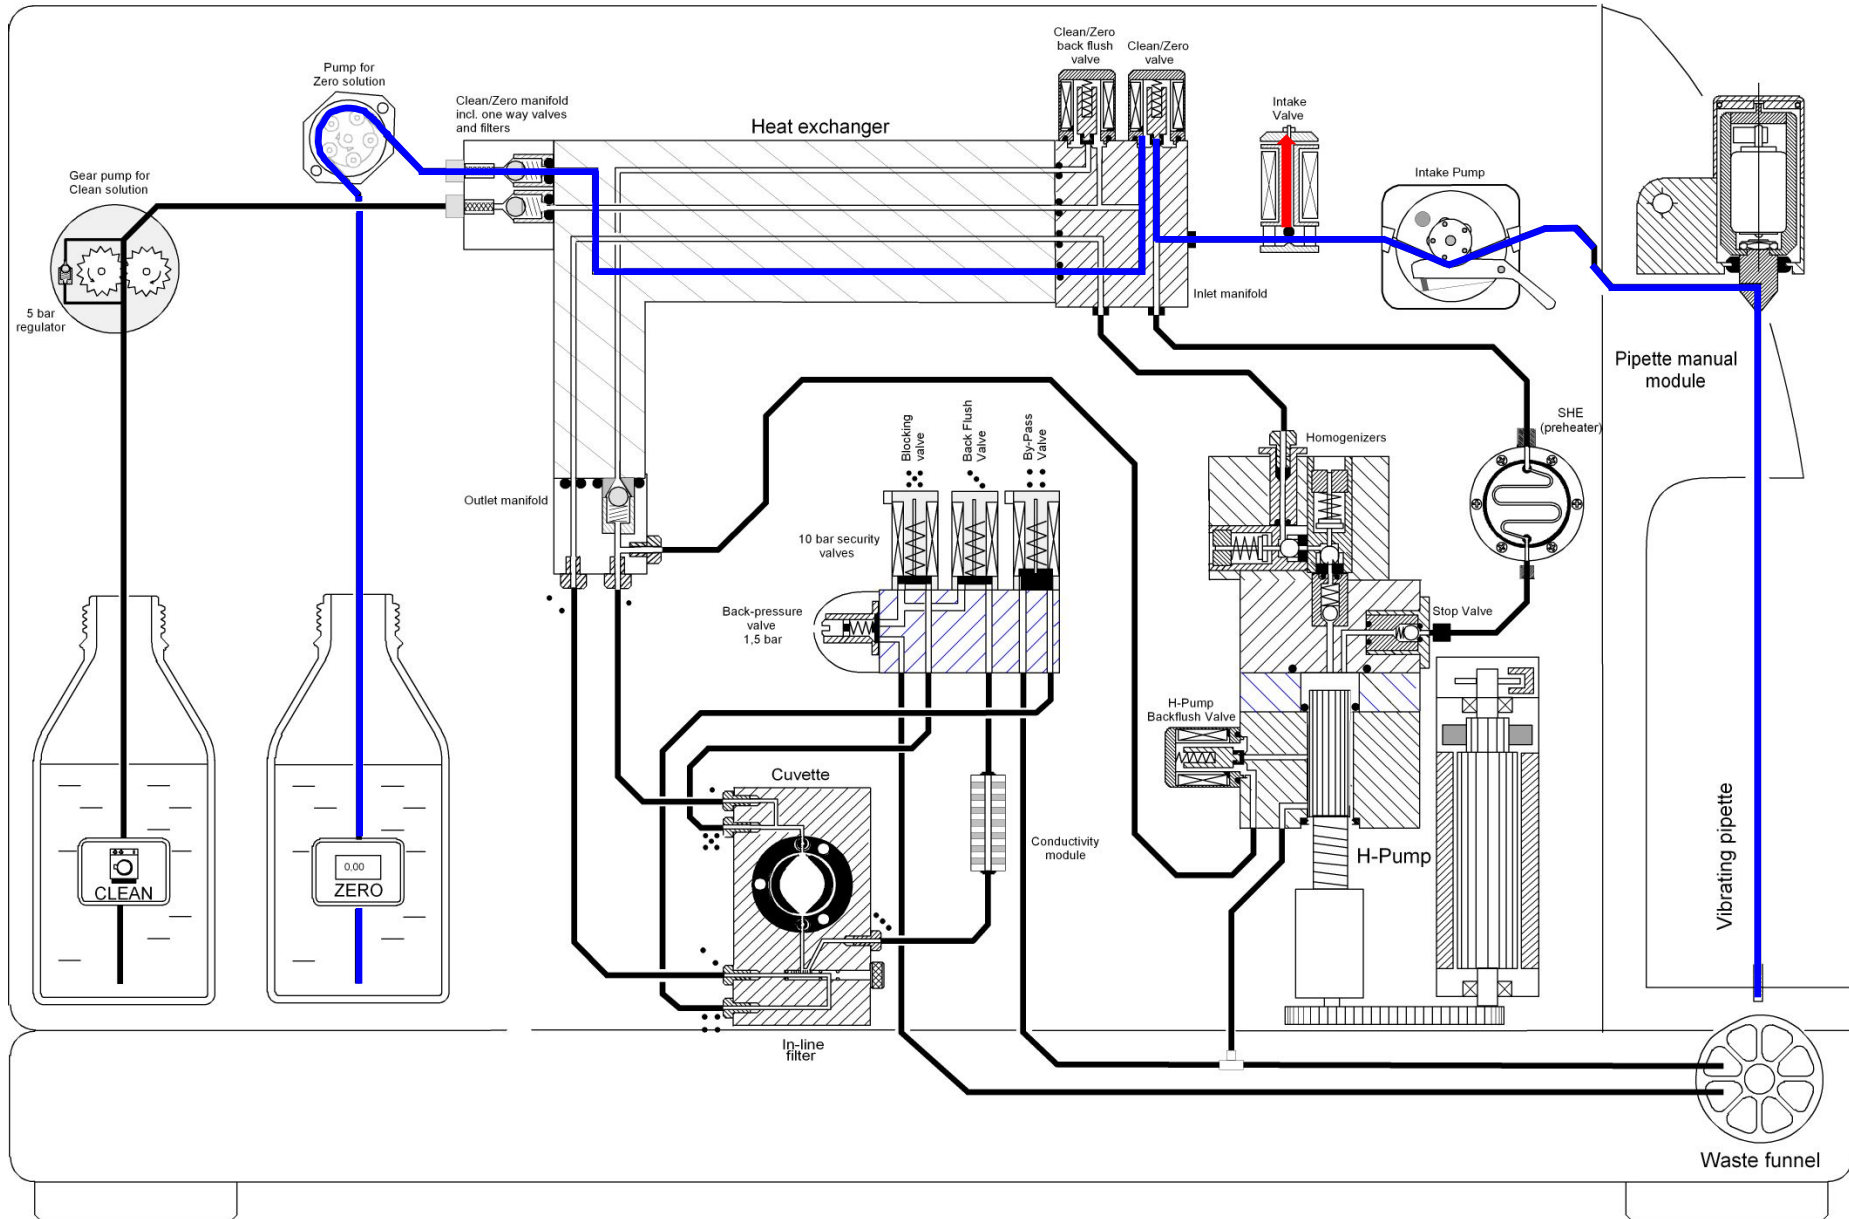 Clean/Zero
back flush
valve
Clean/Zero
valve
Pump for
Zero solution
Clean/Zero manifold
incl. one way valves
and filters
Heat exchanger
Intake
Valve
Gear pump for
Clean solution
Intake Pump
5 bar
regulator
Inlet manifold
Pipette manual
module
SHE
(preheater)
Blocking
valve
Back Flush
Valve
By-Pass
Valve
Homogenizers
Outlet manifold
10 bar security
valves
Back-pressure
valve
1,5 bar
Stop Valve
H-Pump
Backflush Valve
Cuvette
Conductivity
module
H-Pump
Vibrating pipette
CLEAN
0,00
ZERO
In-line
filter
Waste funnel